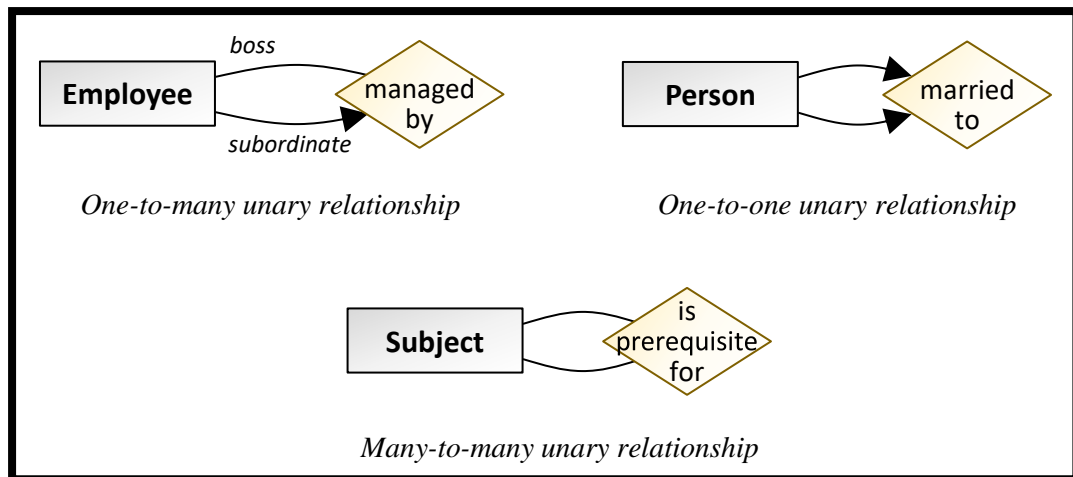 boss
Employee
managed
by
subordinate
One-to-many unary relationship
Person
married
to
One-to-one unary relationship
Subject
is
prerequisite
for
Many-to-many unary relationship